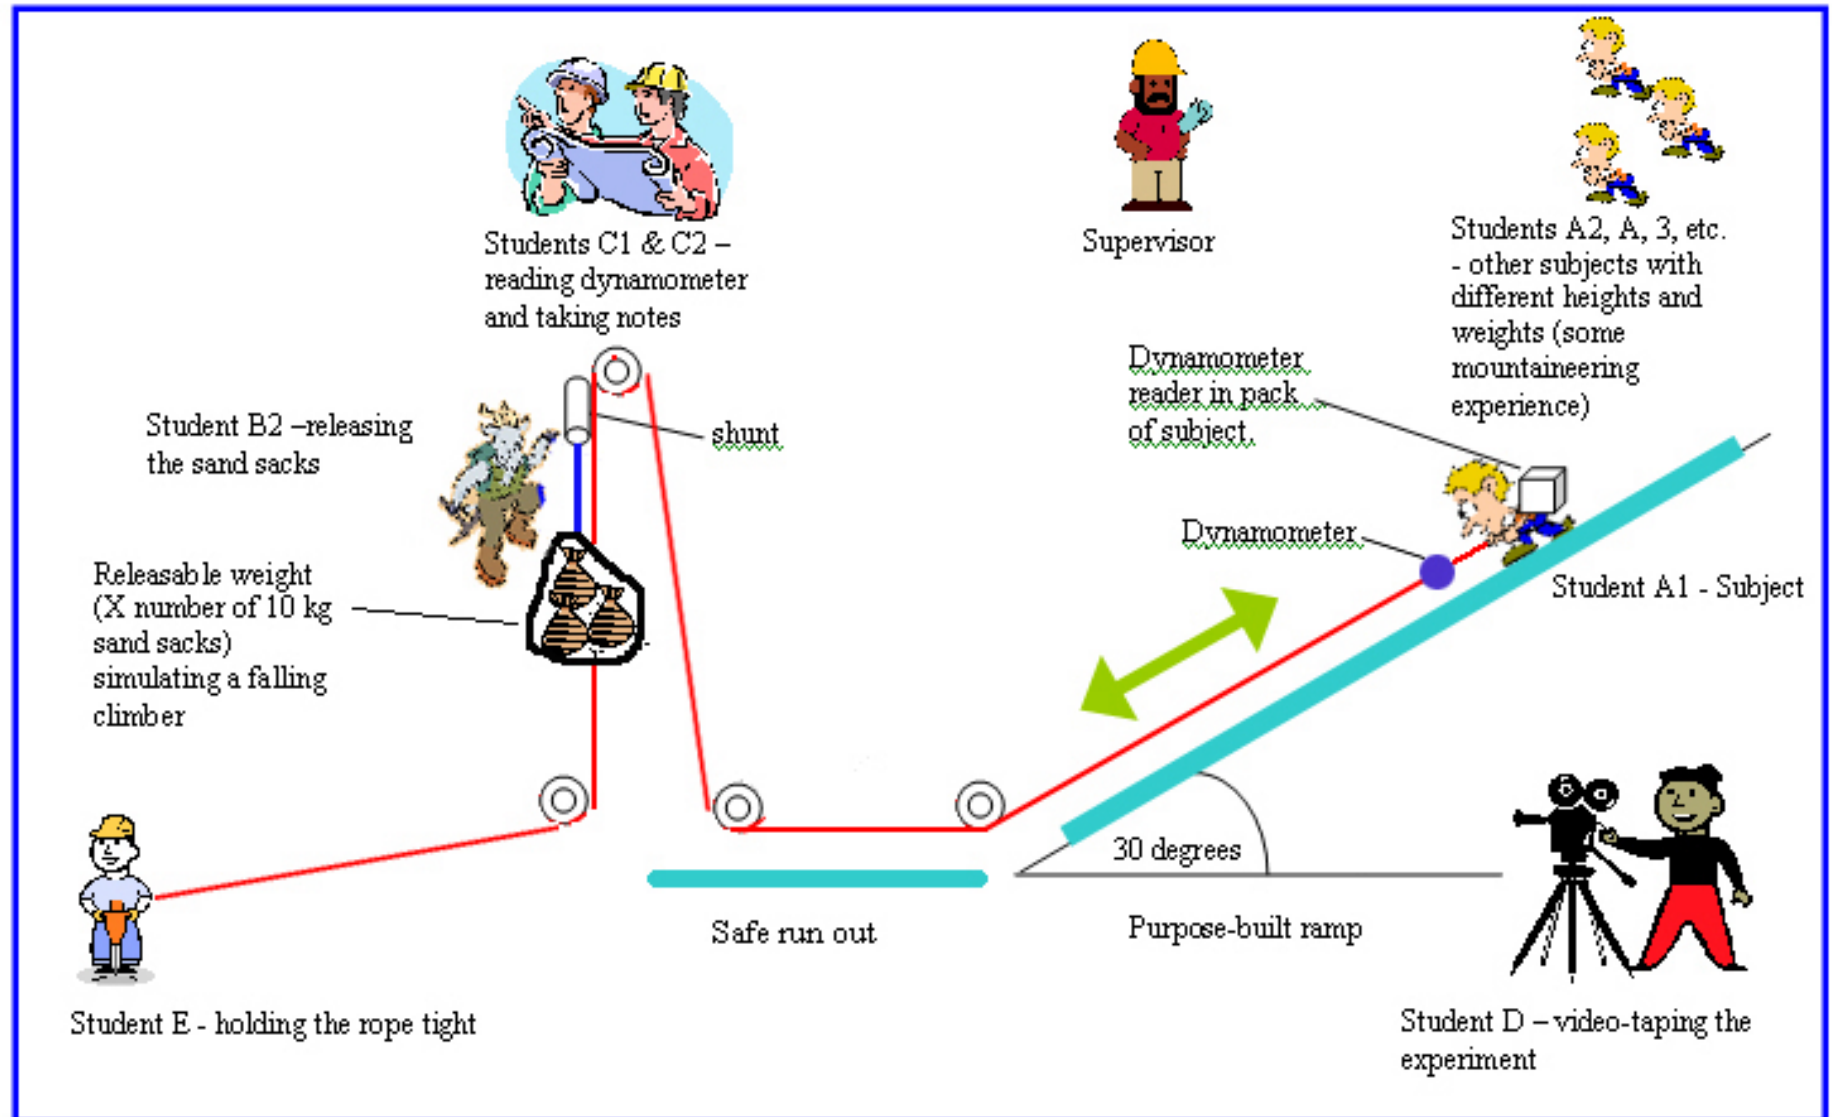 Students C1 & C2 –
reading dynamometer
and taking notes
Supervisor
Students A2, A, 3, etc.
- other subjects with
different heights and
weights (some
mountaineering
experience)
Dynamometer
reader in pack
of subject.
Student B2 –releasing
the sand sacks
shunt
Dynamometer
Releasable weight
(X number of 10 kg
sand sacks)
simulating a falling
climber
Student A1 - Subject
30 degrees
Safe run out
Purpose-built ramp
Student E - holding the rope tight
Student D – video-taping the
experiment